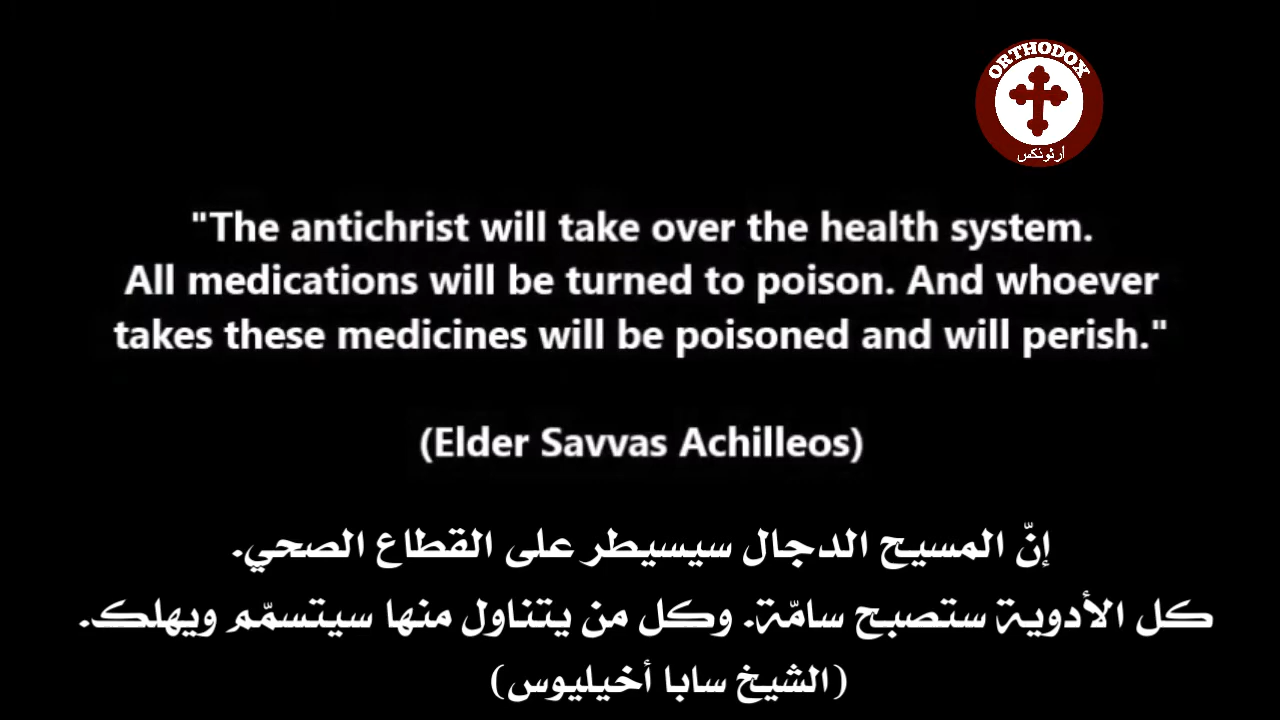 ORTHODOX
أرثوذكس
"The antichrist will take over the health system.
All medications will be turned to poison. And whoever
takes these medicines will be poisoned and will perish."
(Elder Savvas Achilleos)
إنّ المسيح الدجال سيسيطر على القطاع الصحي.
كل الأدوية ستصبح سامّة. وكل من يتناول منها سيتسمّم ويهلك.
(الشيخ سابا أخيليوس)